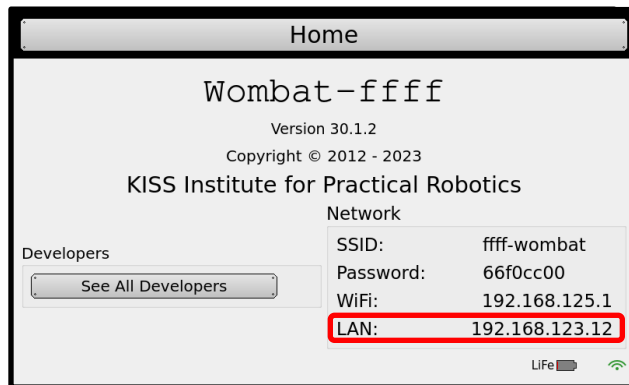 Home
Wombat-ffff
Version 30.1.2
Copyright © 2012 - 2023
KISS Institute for Practical Robotics
Developers
See All Developers
Network
SSID: ffff-wombat
Password: 66f0cc00
WiFi: 192.168.125.1
LAN: 192.168.123.12
LiFe